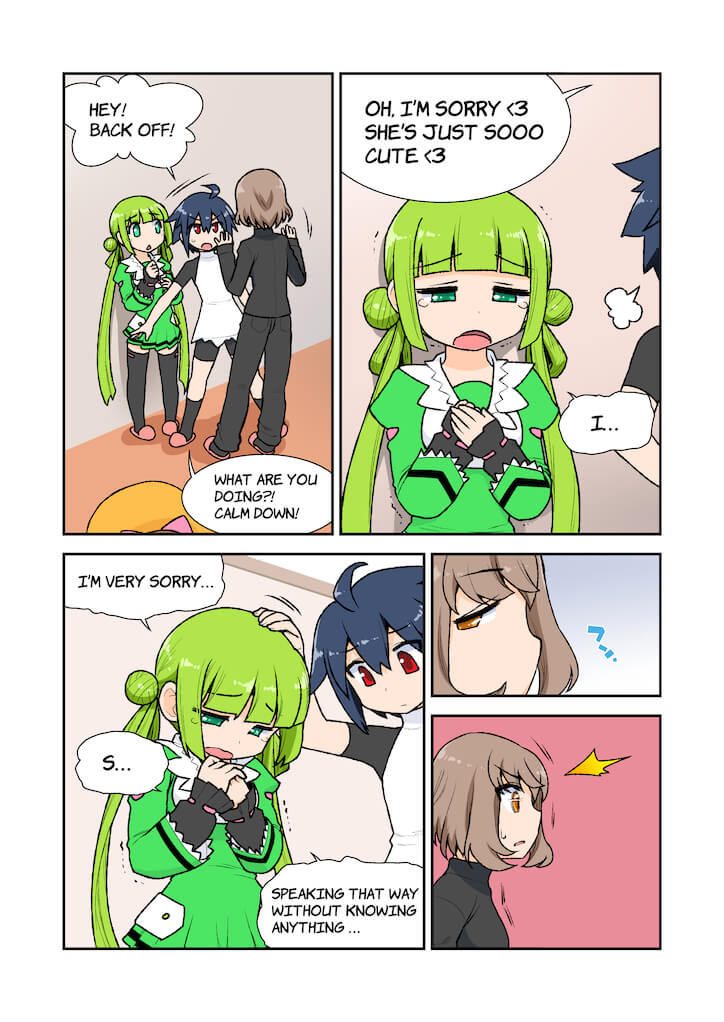 HEY!
BACK OFF!
WHAT ARE YOU
DOING?!
CALM DOWN!
OH, I'M SORRY <3
SHE'S JUST SOOO
CUTE <3
I...
I'M VERY SORRY...
S...
SPEAKING THAT WAY
WITHOUT KNOWING
ANYTHING ...